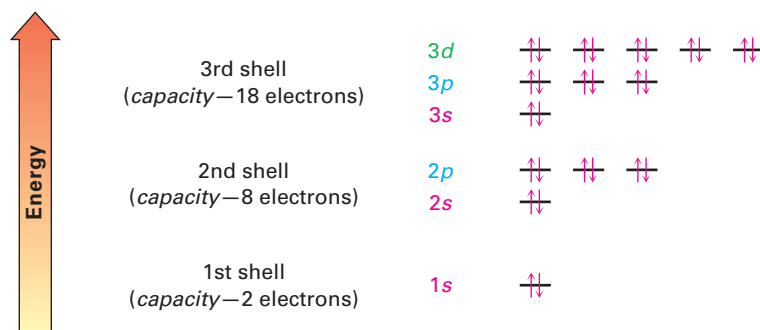 3d
3rd shell
(capacity—18 electrons)
3p
3s
Energy
2nd shell
(capacity—8 electrons)
2p
2s
1st shell
(capacity—2 electrons)
1s